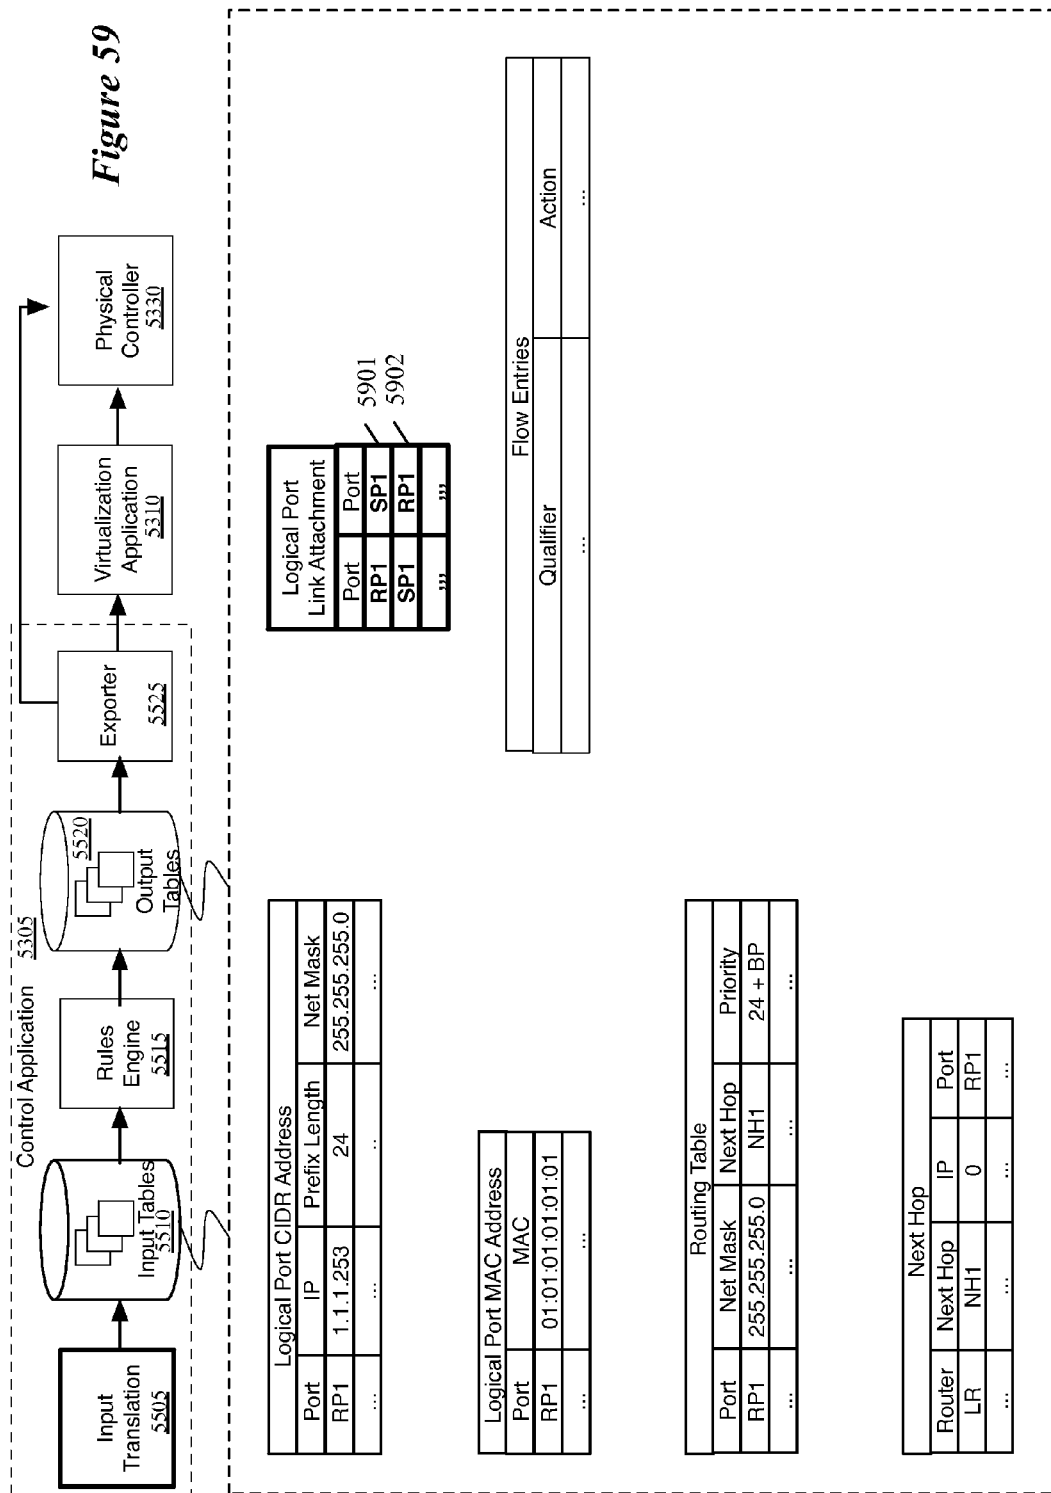 Figure 59
Control Application
5305
Input
Translation
5505
Input Tables
5510
Rules
Engine
5515
5520
Output
Tables
Exporter
5525
Virtualization
Application
5310
Physical
Controller
5330
Logical Port CIDR Address
Port IP Prefix Length Net Mask
RP1 1.1.1.253 24 255.255.255.0
... ... .. ...
Logical Port
Link Attachment
Port Port
RP1 SP1
SP1 RP1
,,, ,,,
5901
5902
Logical Port MAC Address
Port MAC
RP1 01:01:01:01:01:01
... ...
Flow Entries
Qualifier Action
... ...
Routing Table
Port Net Mask Next Hop Priority
RP1 255.255.255.0 NH1 24 + BP
... ... ... ...
Next Hop
Router Next Hop IP Port
LR NH1 0 RP1
... ... ... ...